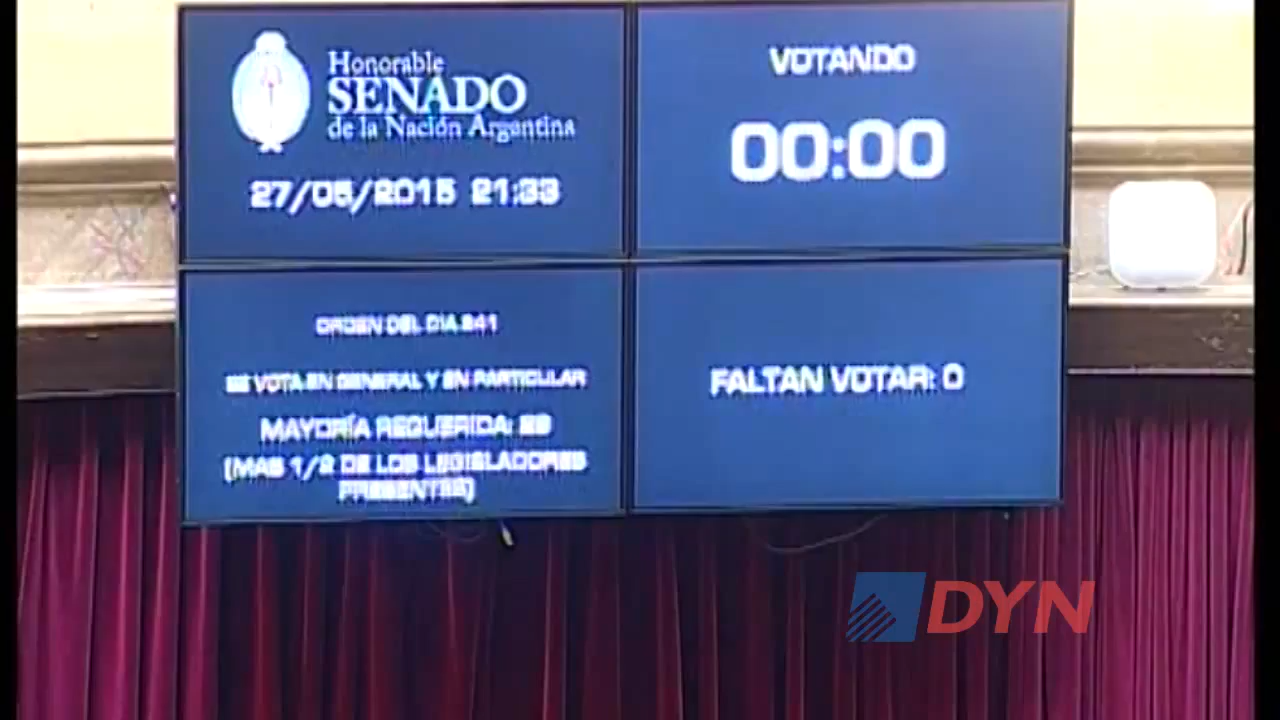 Honorable
SENADO
de la Nación Argentina
27/05/2015 21:33
VOTANDO
00:00
ORDEN DEL DIA 241
SE VOTA EN GENERAL Y EN PARTICULAR
MAYORÍA REQUERIDA:
(MAS 1/2 DE LOS LEGISLADORES
PRESENTES)
FALTAN VOTAR: 0
DYN